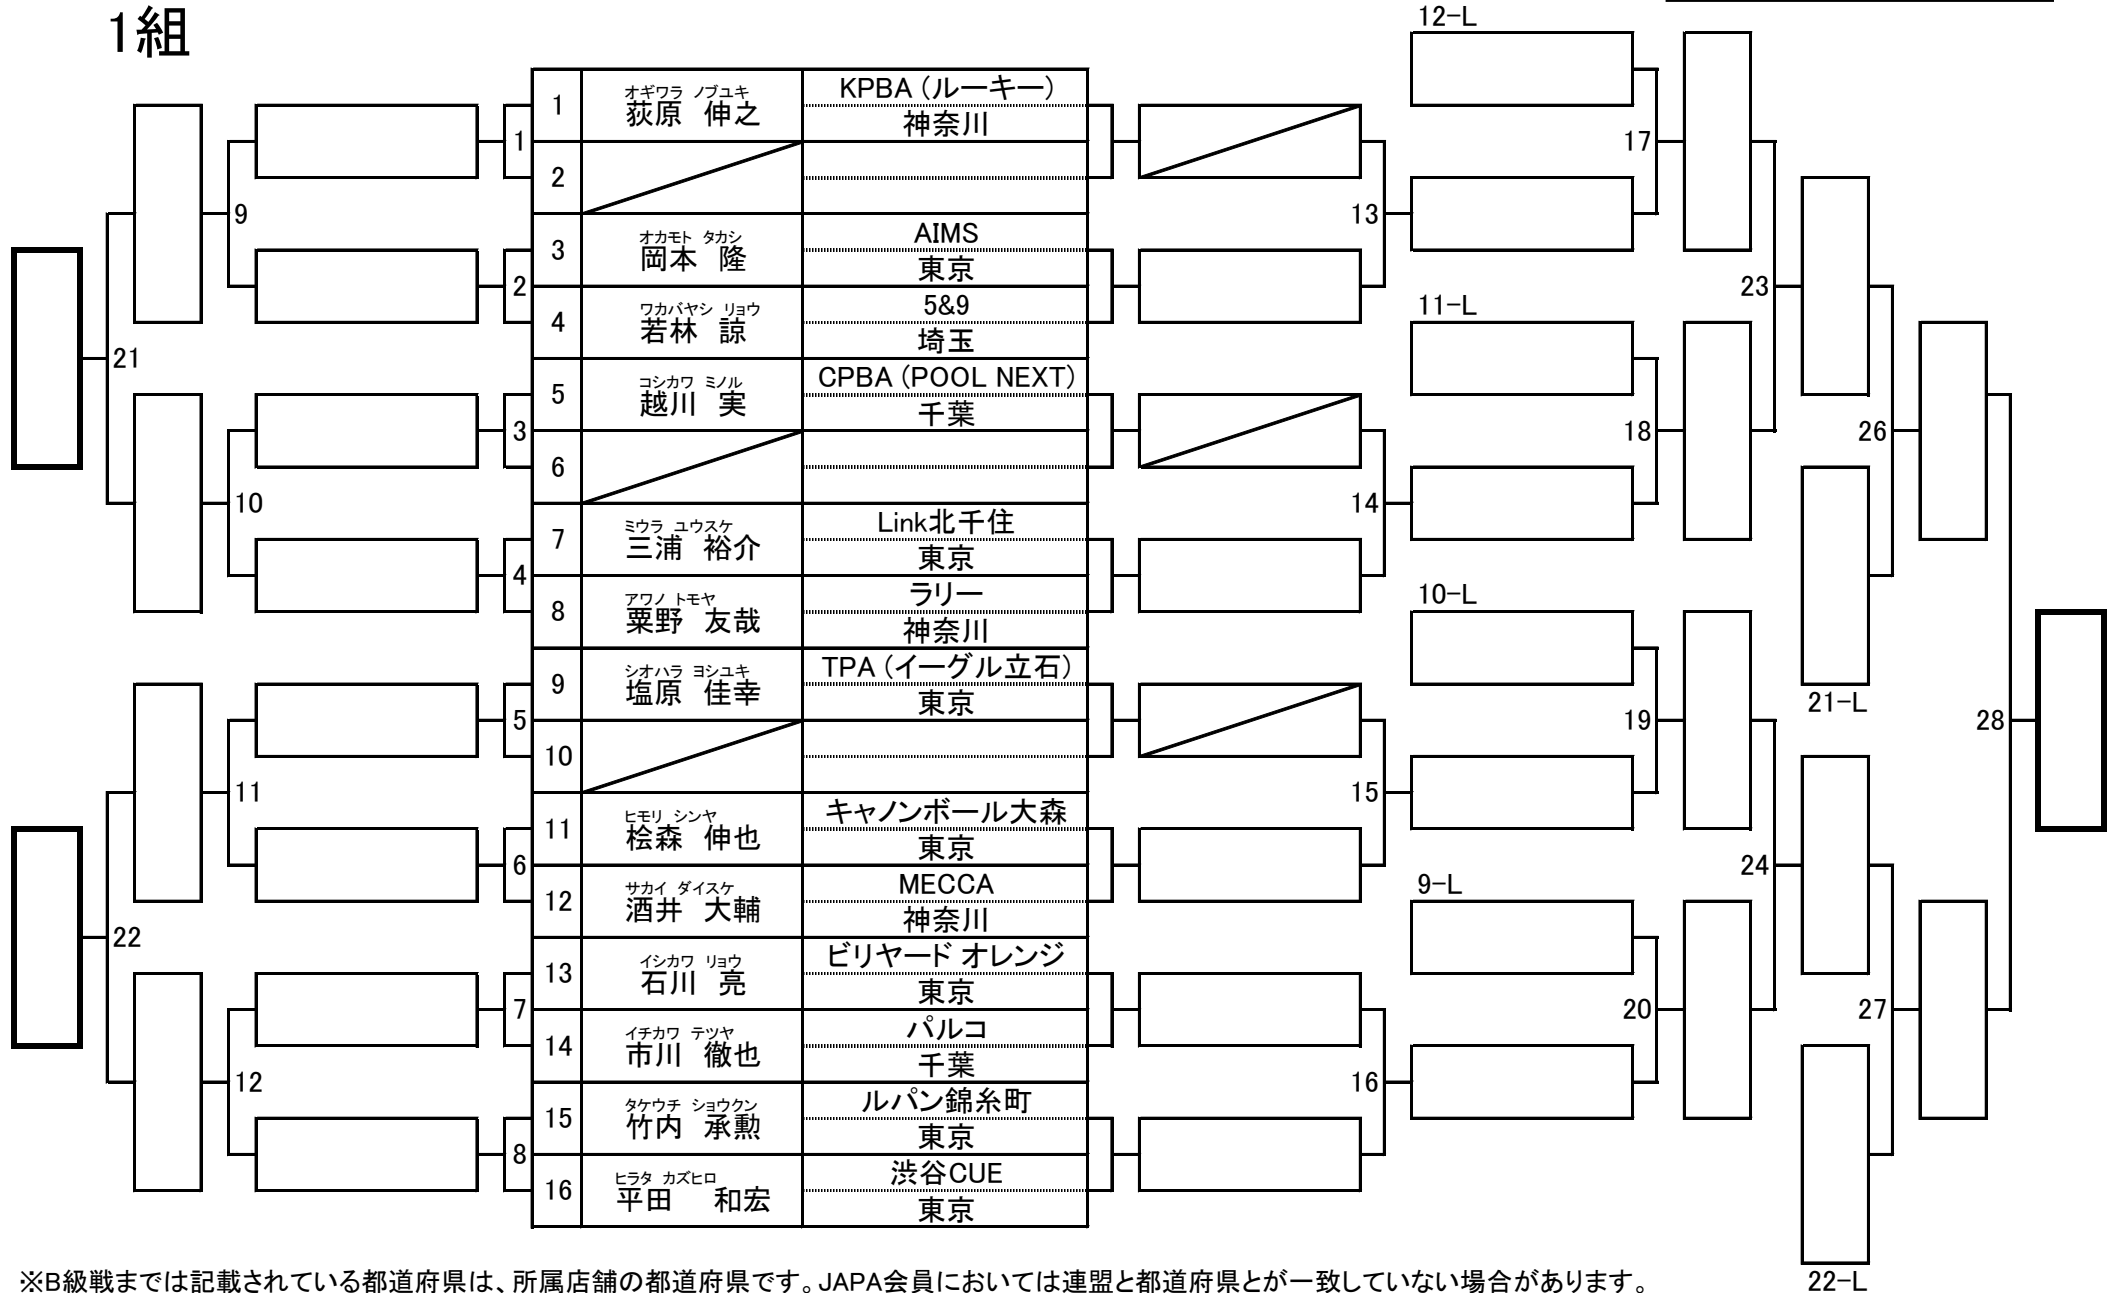 1組
12-L
1 オギワラ ノブユキ KPBA (ルーキー)
荻原 伸之 神奈川
1
17
2
9
13
3 オカモト タカシ AIMS
岡本 隆 東京
2
23
4 ワカバヤシ リョウ 5&9
若林 諒 埼玉
11-L
21
5 コシカワ ミノル CPBA (POOL NEXT)
越川 実 千葉
3
18
26
6
10
14
7 ミウラ ユウスケ Link北千住
三浦 裕介 東京
4
8 アワノ トモヤ ラリー
粟野 友哉 神奈川
10-L
9 シオハラ ヨシユキ TPA (イーグル立石)
塩原 佳幸 東京
21-L
5
19
28
10
11
15
11 ヒモリ シンヤ キャノンボール大森
桧森 伸也 東京
6
24
12 サカイ ダイスケ MECCA
酒井 大輔 神奈川
9-L
22
13 イシカワ リョウ ビリヤード オレンジ
石川 亮 東京
7
20
27
14 イチカワ テツヤ パルコ
市川 徹也 千葉
12
16
15 タケウチ ショウクン ルパン錦糸町
竹内 承勲 東京
8
16 ヒラタ カズヒロ 渋谷CUE
平田 和宏 東京
22-L
※B級戦までは記載されている都道府県は、所属店舗の都道府県です。JAPA会員においては連盟と都道府県とが一致していない場合があります。